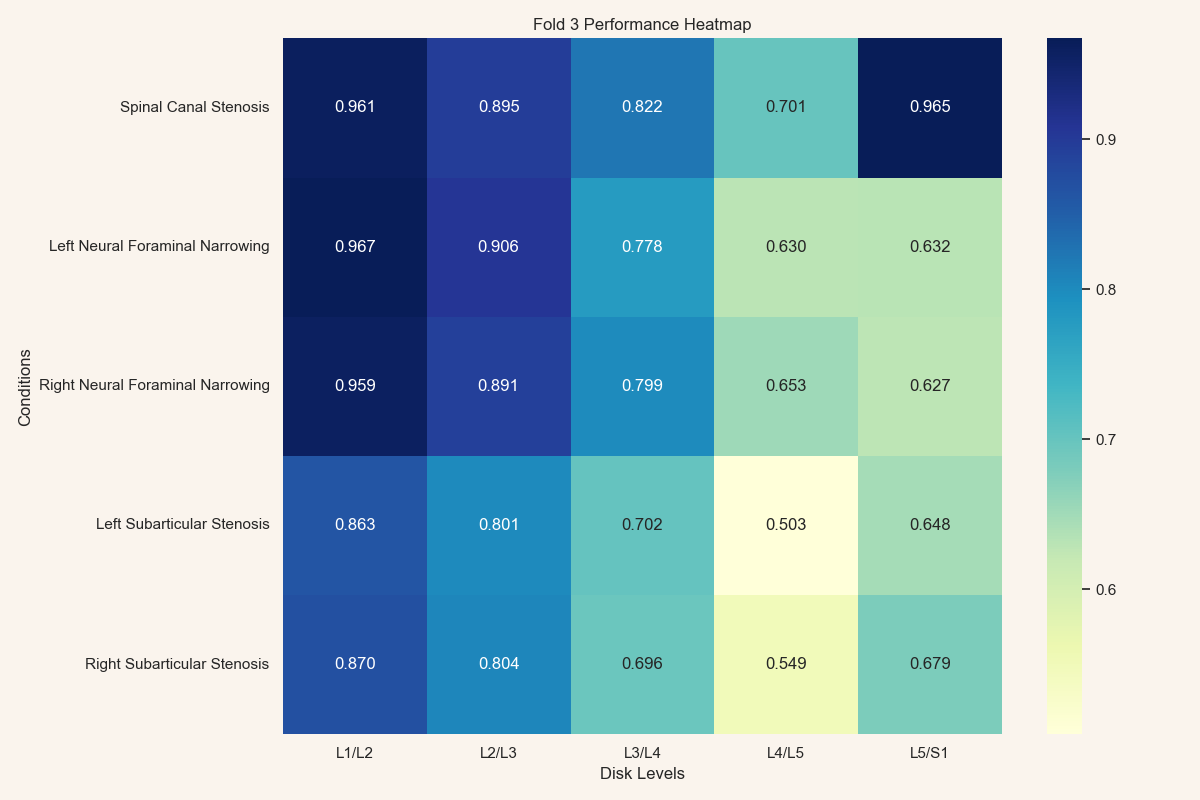 Fold 3 Performance Heatmap
Spinal Canal Stenosis 0.961 0.895 0.822 0.701 0.965
Left Neural Foraminal Narrowing 0.967 0.906 0.778 0.630 0.632
Right Neural Foraminal Narrowing 0.959 0.891 0.799 0.653 0.627
Left Subarticular Stenosis 0.863 0.801 0.702 0.503 0.648
Right Subarticular Stenosis 0.870 0.804 0.696 0.549 0.679
L1/L2 L2/L3 L3/L4 L4/L5 L5/S1
Disk Levels
Conditions
0.9
0.8
0.7
0.6